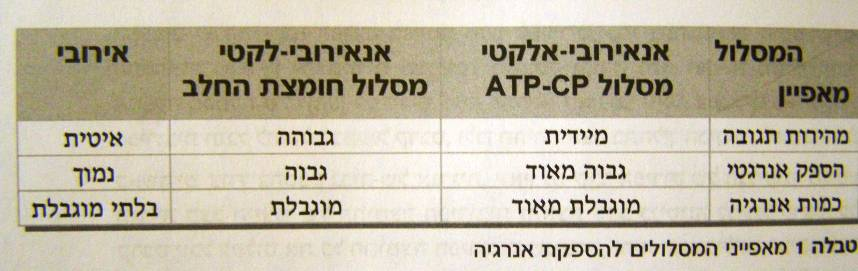 המסלול אנאירובי-אלקטי אנאירובי-לקטי אירובי
מאפיין מסלול ATP-CP מסלול חומצת החלב
מהירות תגובה מיידית גבוהה איטית
הספק אנרגטי גבוה מאוד גבוה נמוך
כמות אנרגיה מוגבלת מאוד מוגבלת בלתי מוגבלת
טבלה 1 מאפייני המסלולים להספקת אנרגיה